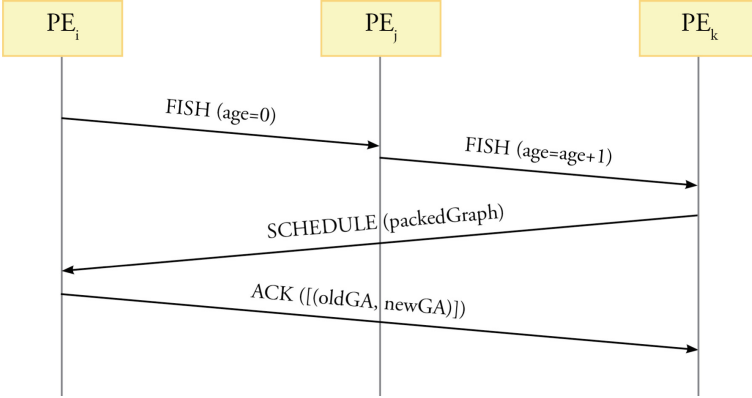 PEi
PEj
PEk
FISH (age=0)
FISH (age=age+1)
SCHEDULE (packedGraph)
ACK ([(oldGA, newGA)])